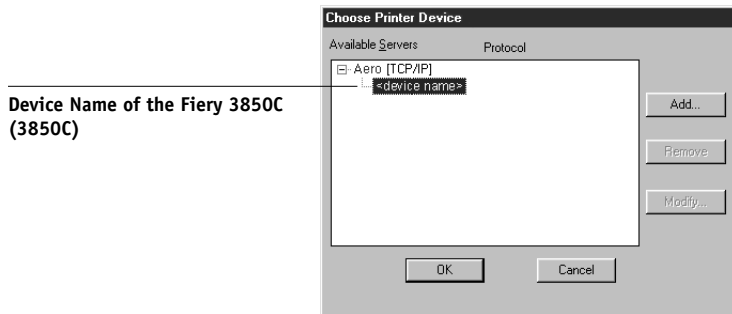 Choose Printer Device
Available Servers Protocol
Aero [TCP/IP]
<device name>
Device Name of the Fiery 3850C
(3850C)
Add...
Remove
Modify...
OK Cancel